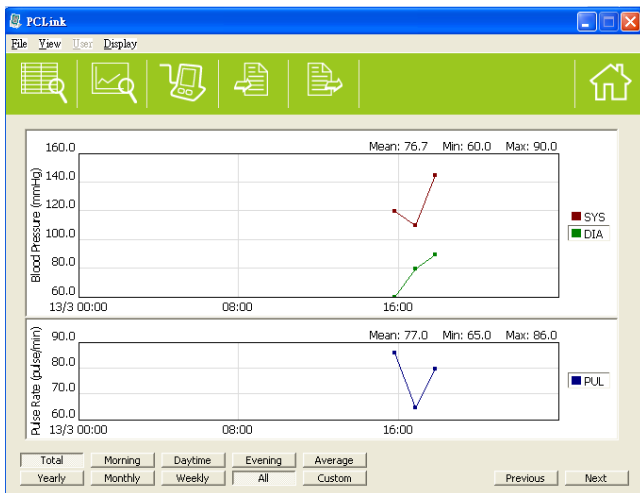 PCLink
File View User Display
Mean: 76.7 Min: 60.0 Max: 90.0
Blood Pressure (mmHg)
160.0
140.0
120.0
100.0
80.0
60.0
13/3 00:00 08:00 16:00
SYS
DIA
Mean: 77.0 Min: 65.0 Max: 86.0
Pulse Rate (pulse/min)
90.0
80.0
70.0
60.0
13/3 00:00 08:00 16:00
PUL
Total Morning Daytime Evening Average
Yearly Monthly Weekly All Custom Previous Next